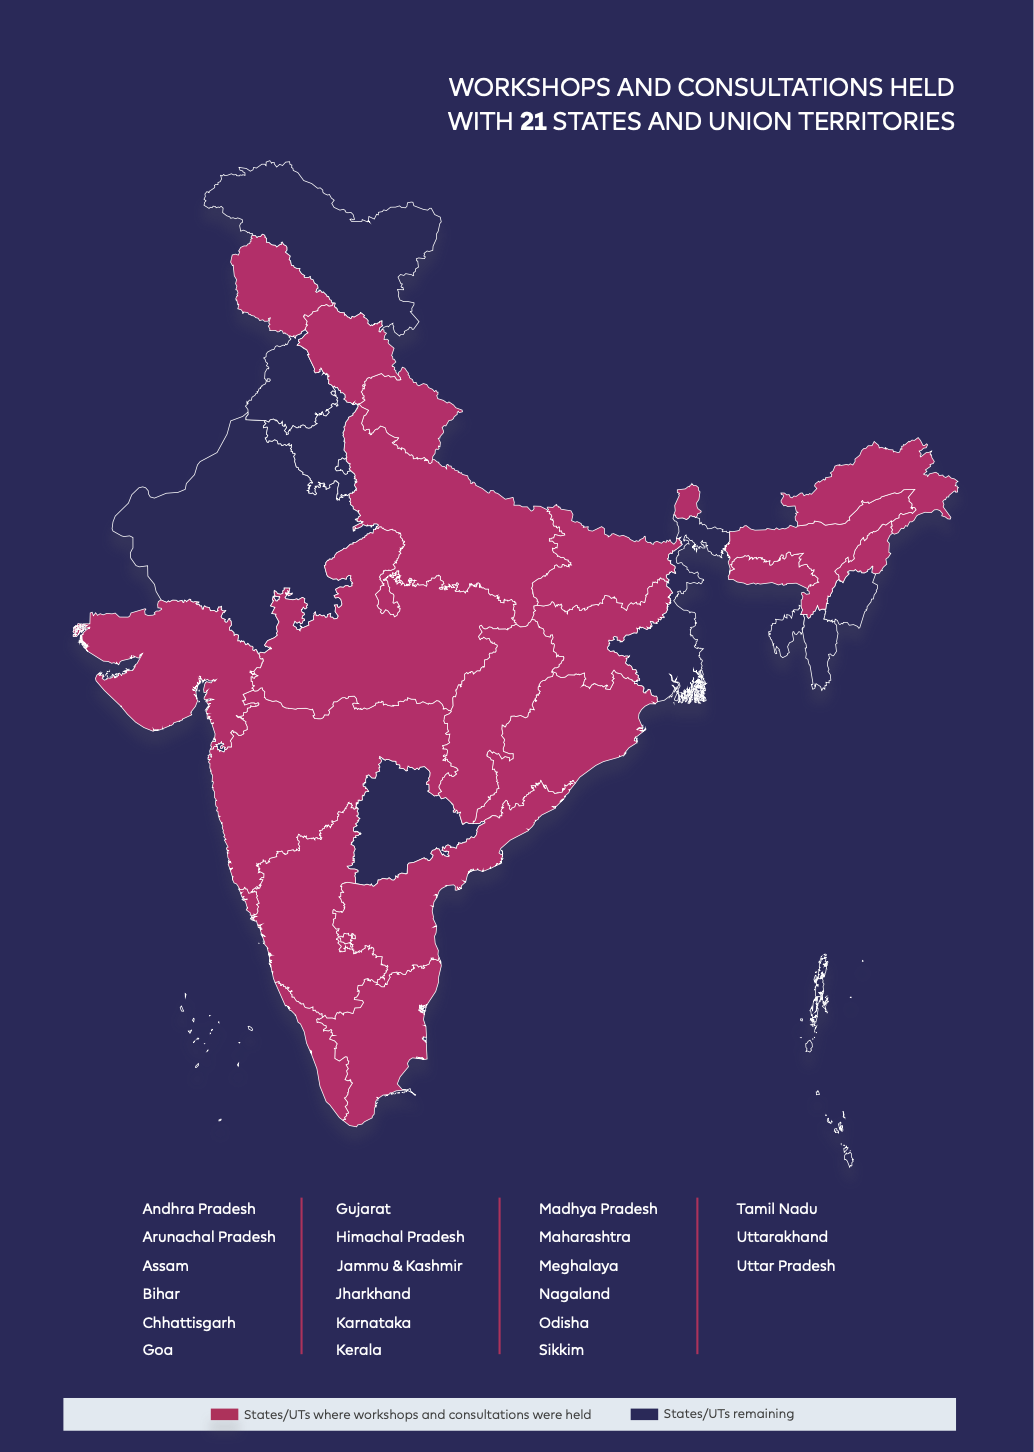 WORKSHOPS AND CONSULTATIONS HELD
WITH 21 STATES AND UNION TERRITORIES
Andhra Pradesh
Arunachal Pradesh
Assam
Bihar
Chhattisgarh
Goa
Gujarat
Himachal Pradesh
Jammu & Kashmir
Jharkhand
Karnataka
Kerala
Madhya Pradesh
Maharashtra
Meghalaya
Nagaland
Odisha
Sikkim
Tamil Nadu
Uttarakhand
Uttar Pradesh
States/UTs where workshops and consultations were held
States/UTs remaining